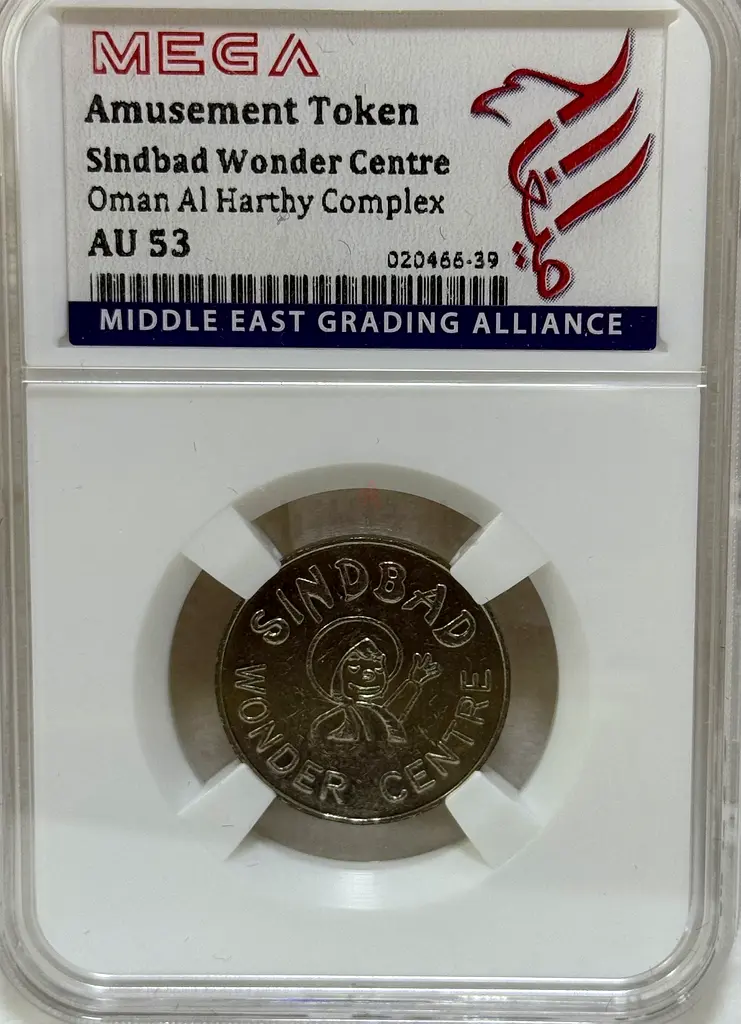 MEGA
Amusement Token
Sindbad Wonder Centre
Oman Al Harthy Complex
AU 53
020466-39
MIDDLE EAST GRADING ALLIANCE
SINDBAD
WONDER CENTRE